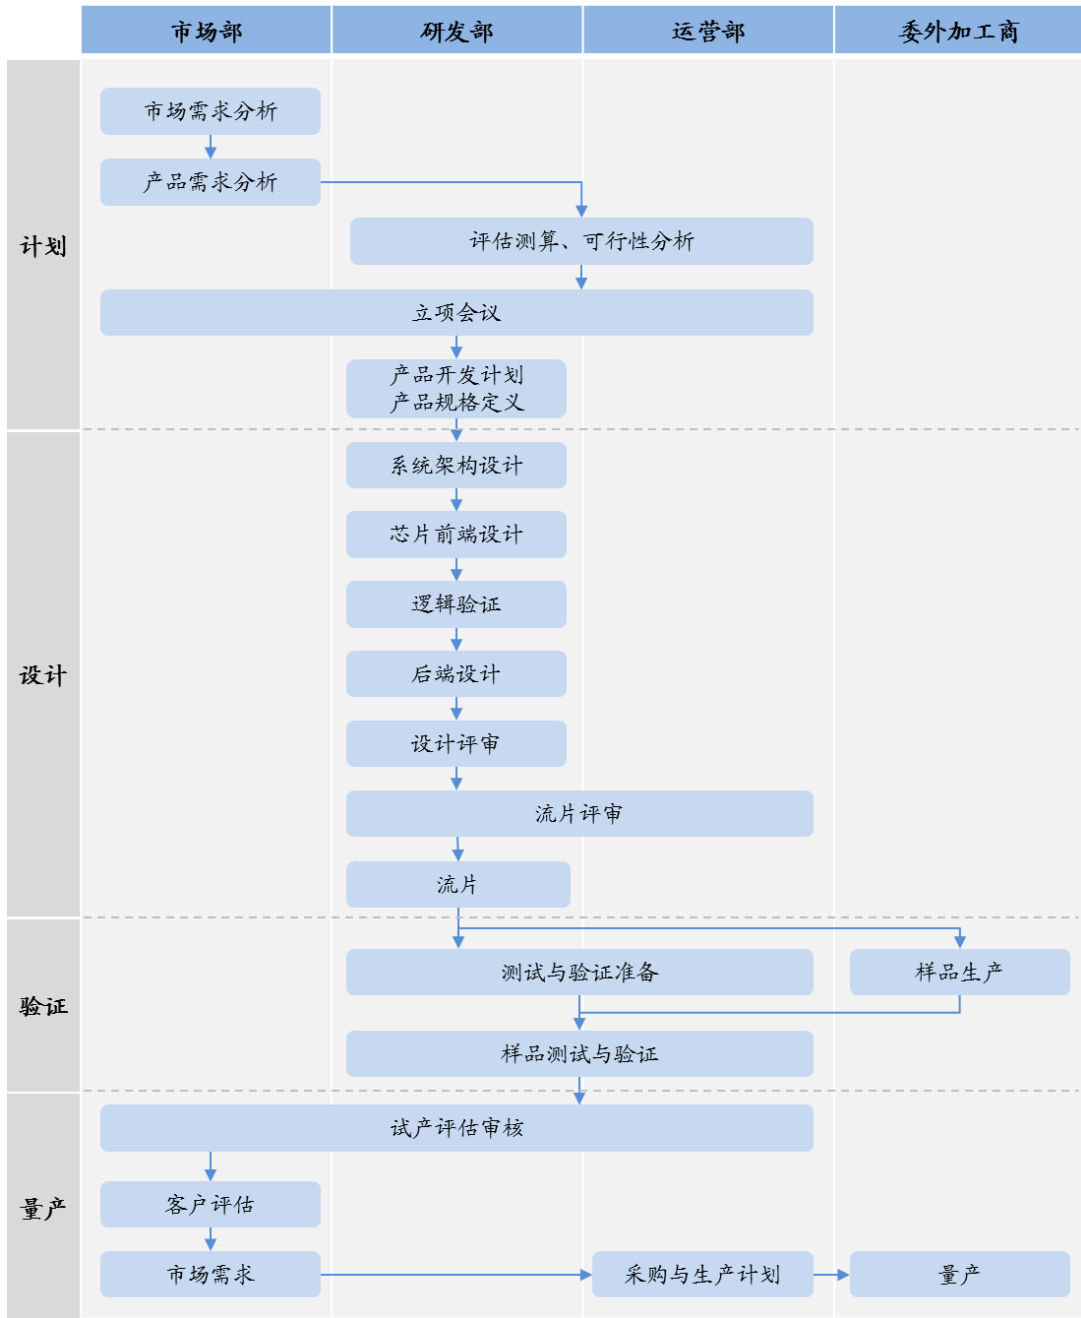 市场部
研发部
运营部
委外加工商
计划
市场需求分析
产品需求分析
评估测算、可行性分析
立项会议
产品开发计划
产品规格定义
设计
系统架构设计
芯片前端设计
逻辑验证
后端设计
设计评审
流片评审
流片
验证
测试与验证准备
样品生产
样品测试与验证
量产
试产评估审核
客户评估
市场需求
采购与生产计划
量产